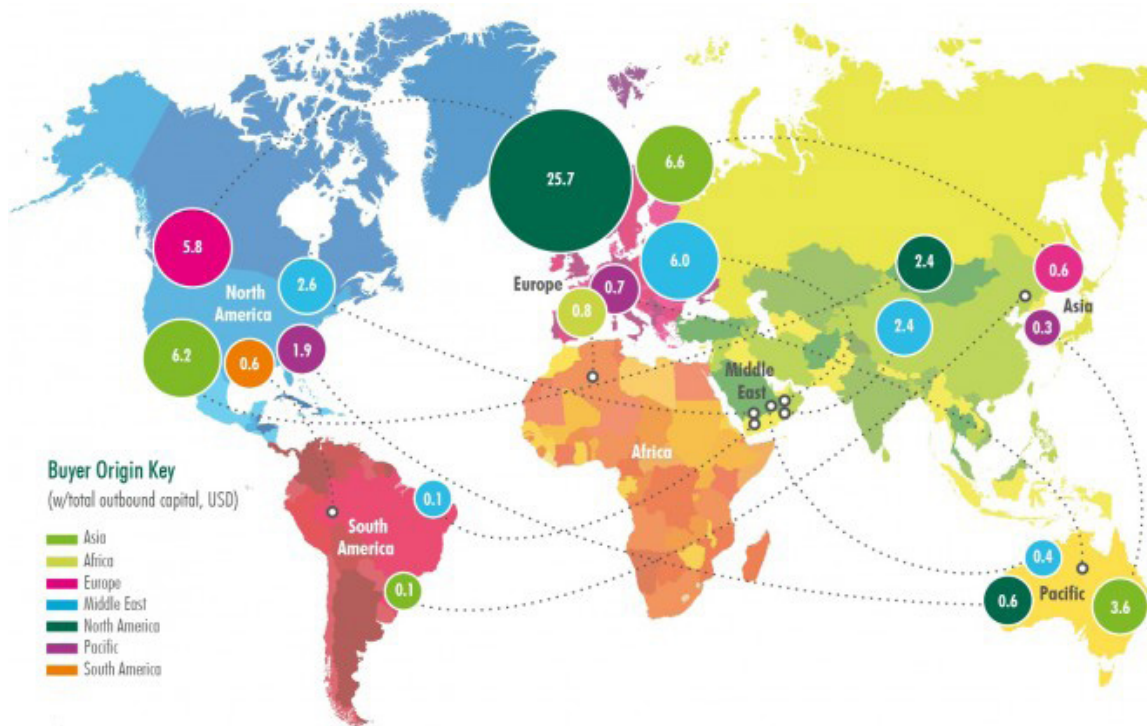 25.7
6.6
5.8
2.6
North
America
6.2
0.6
1.9
Europe
0.7
0.8
6.0
2.4
2.4
0.6
Asia
0.3
Middle
East
Africa
0.1
South
America
0.1
0.4
Pacific
0.6
3.6
Buyer Origin Key
(w/total outbound capital, USD)
Asia
Africa
Europe
Middle East
North America
Pacific
South America